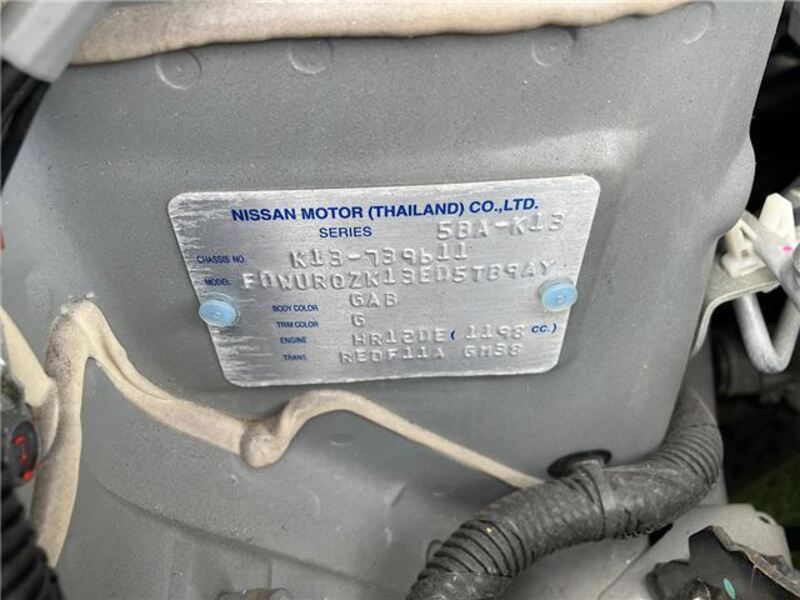 NISSAN MOTOR (THAILAND) CO.,LTD.
SERIES 5BA-K13
CHASSIS NO. K13-739611
MODEL FDWURQZK13ED5TB9AY
BODY COLOR GAB
TRIM COLOR G
ENGINE HR12DE ( 1198 CC.)
TRANS RE0F11A GM38